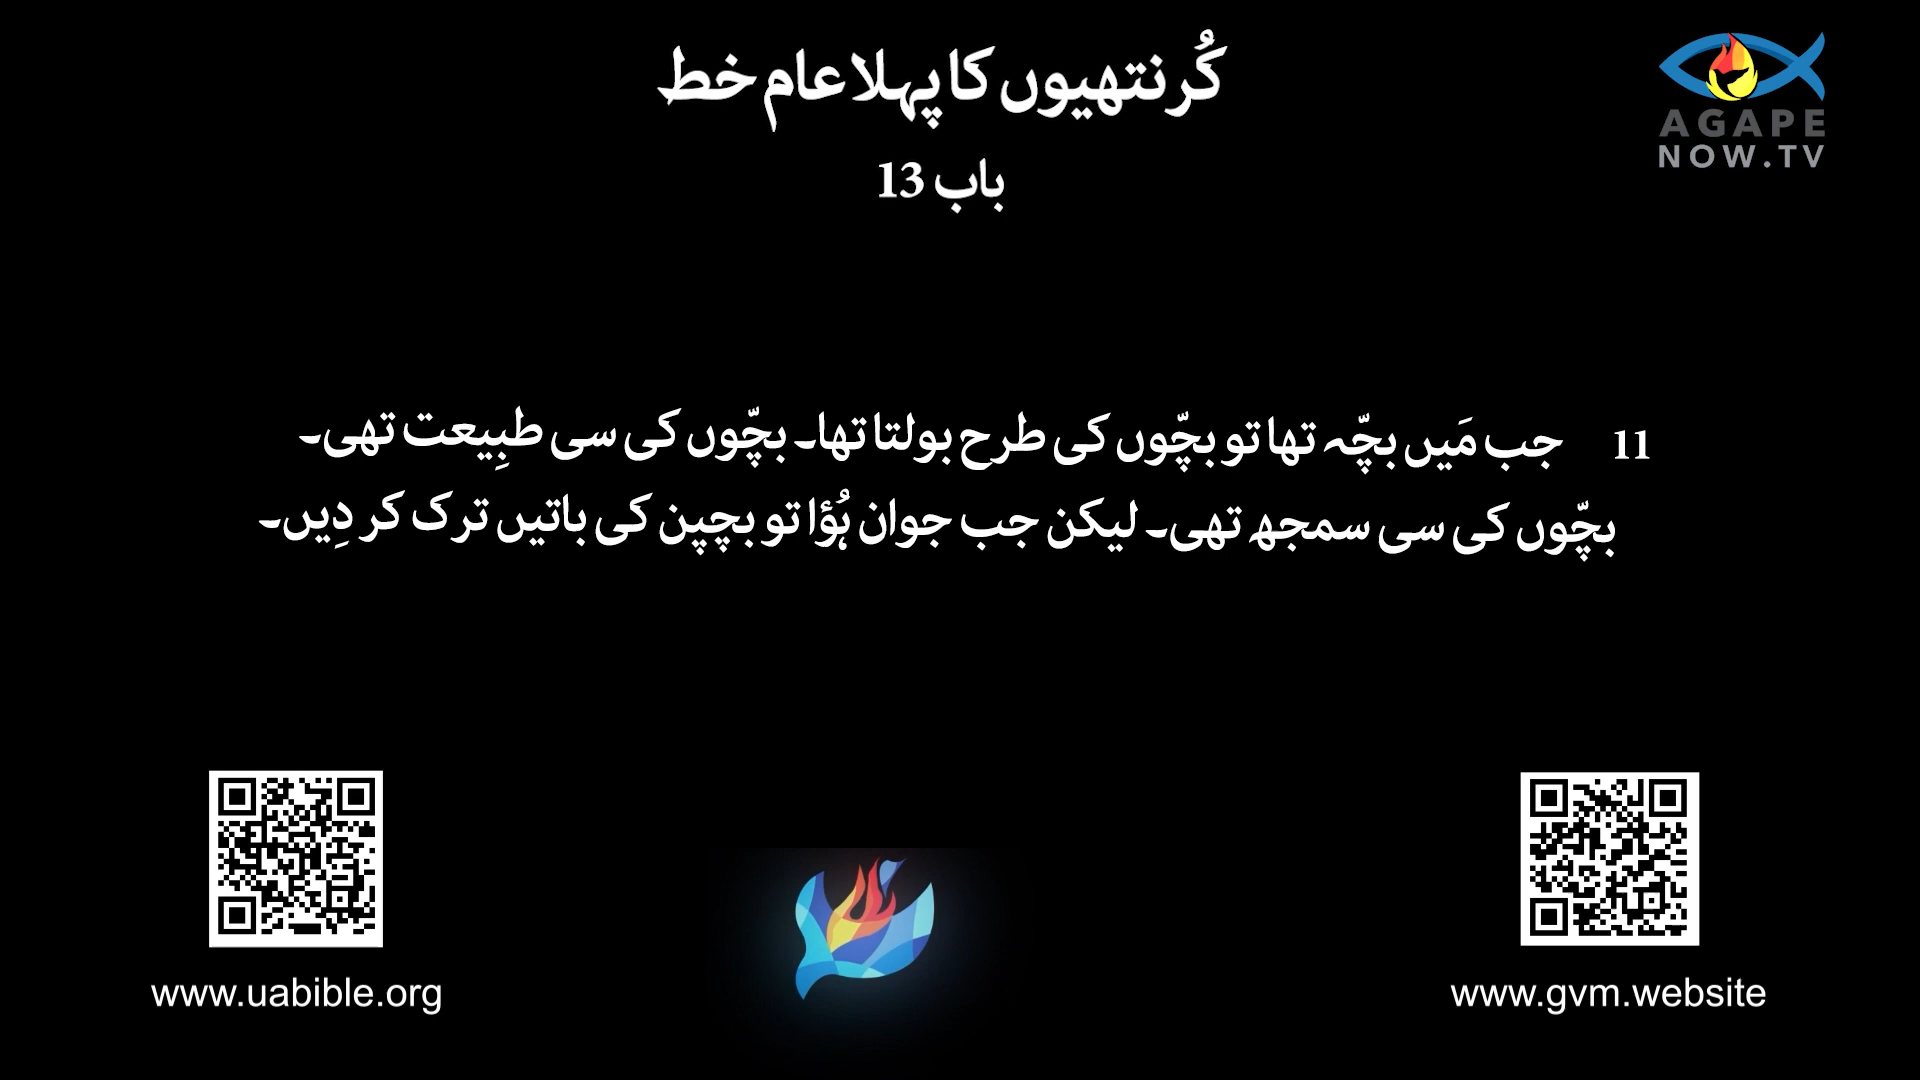 کُرنتھیوں کا پہلا عام خط
باب 13
AGAPE
NOW.TV
11 جب مَیں بچّہ تھا تو بچّوں کی طرح بولتا تھا۔ بچّوں کی سی طبِیعت تھی۔
بچّوں کی سی سمجھ تھی۔ لیکن جب جوان ہُؤا تو بچپن کی باتیں ترک کر دِیں۔
www.uabible.org
www.gvm.website